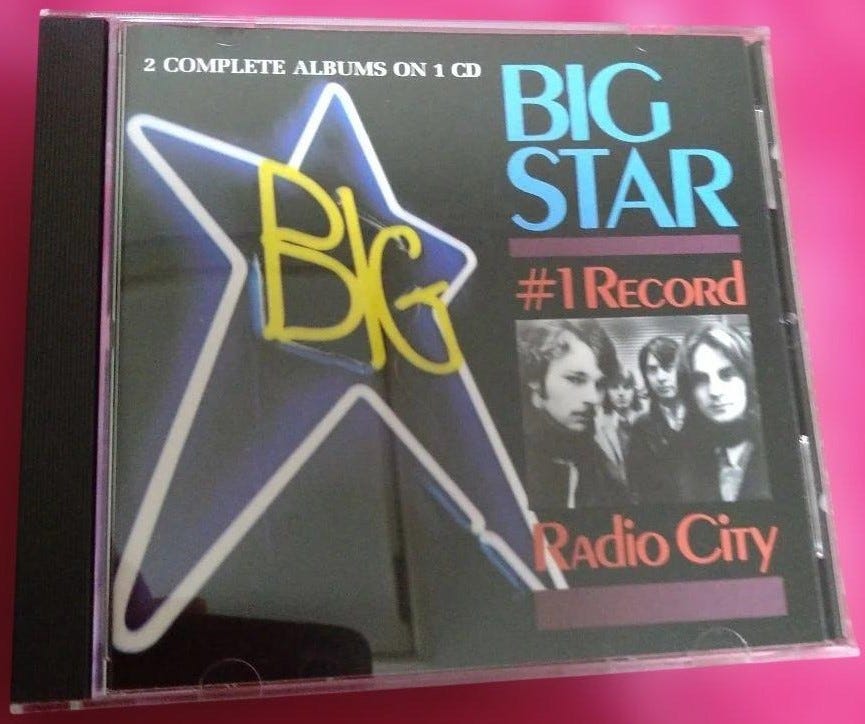 2 COMPLETE ALBUMS ON 1 CD
BIG
STAR
BIG
#1 RECORD
RADIO CITY